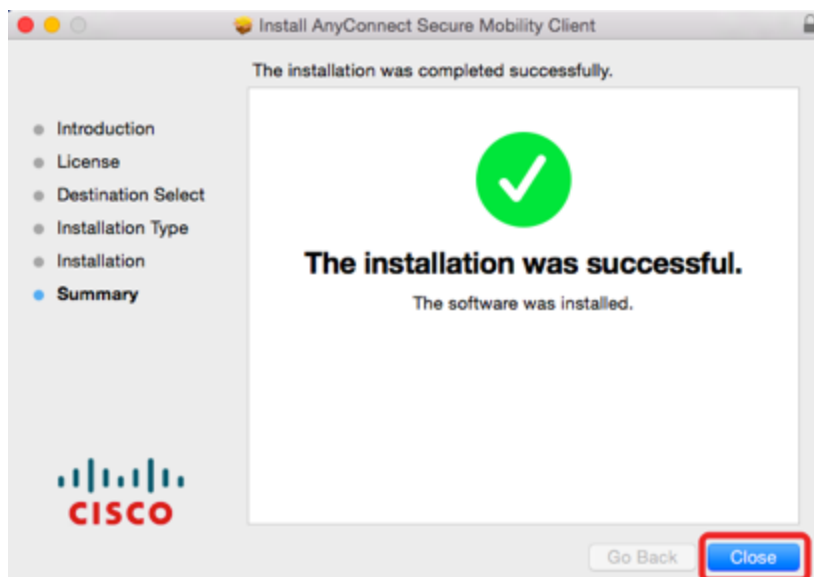 Install AnyConnect Secure Mobility Client
The installation was completed successfully.
Introduction
License
Destination Select
Installation Type
Installation
Summary
The installation was successful.
The software was installed.
CISCO
Go Back
Close